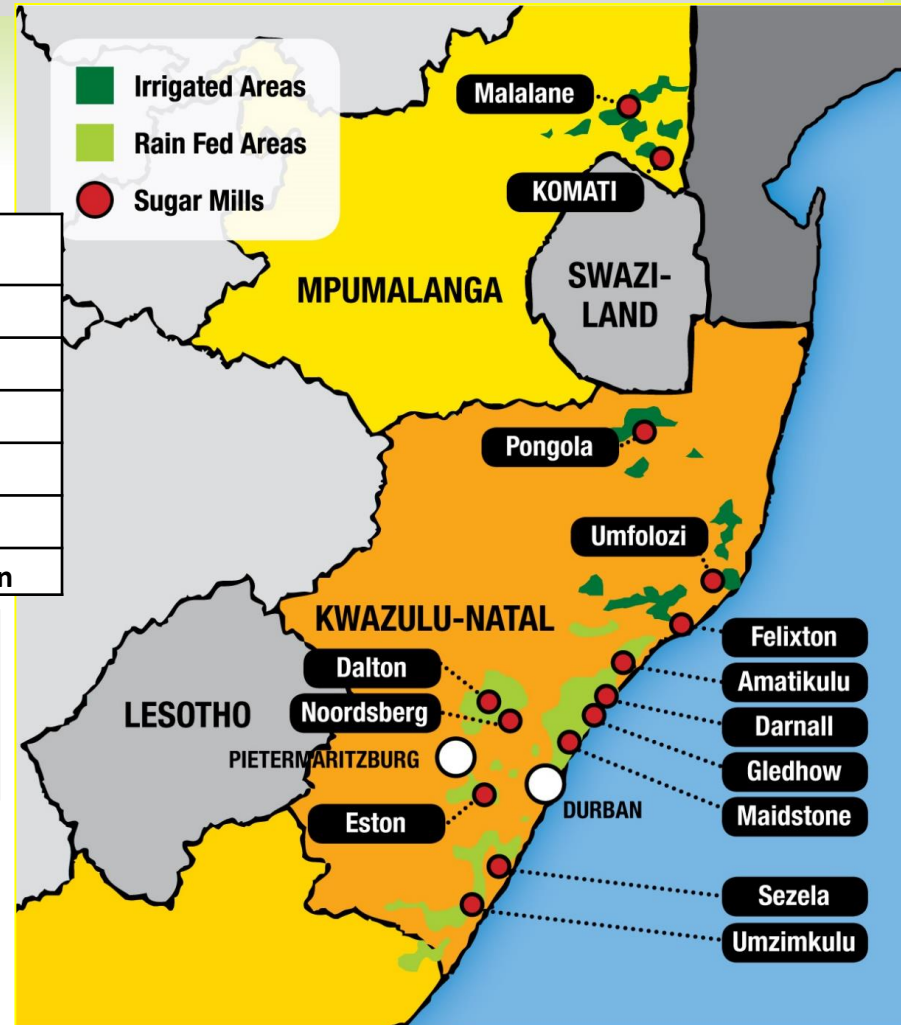 Irrigated Areas
Rain Fed Areas
Sugar Mills
Malalane
KOMATI
MPUMALANGA
SWAZI-
LAND
Pongola
Umfolozi
KWAZULU-NATAL
Felixton
Dalton
Amatikulu
Noordsberg
LESOTHO
Darnall
PIETERMARITZBURG
Gledhow
DURBAN
Maidstone
Eston
Sezela
Umzimkulu
n